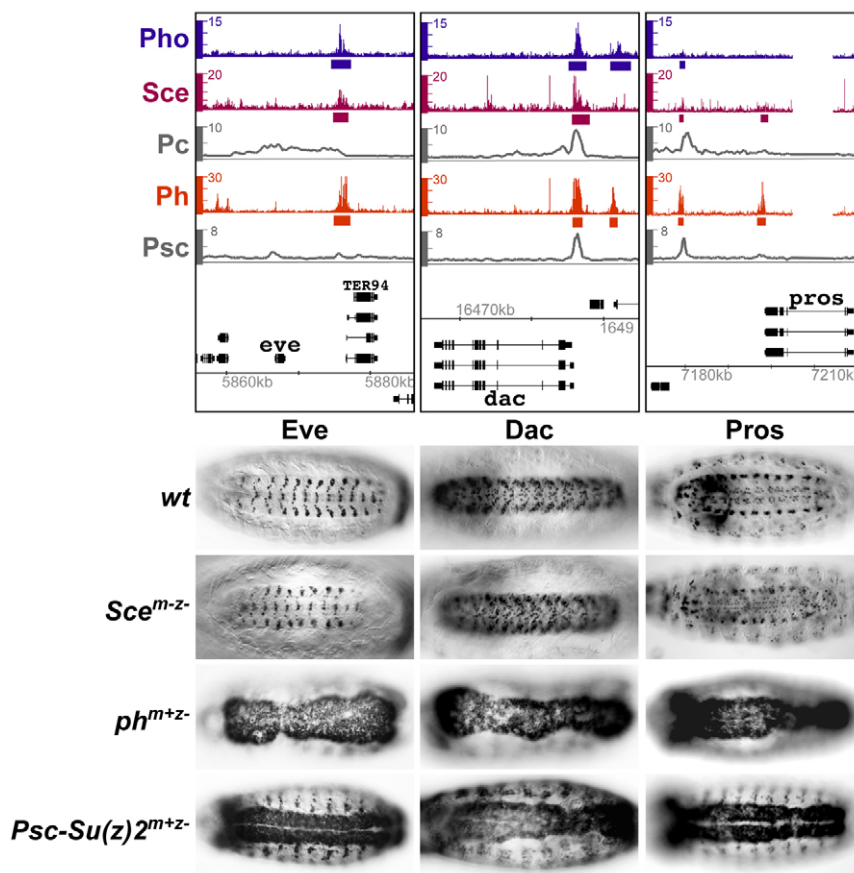 15 15 15
Pho
20 20 20
Sce
10 10 10
Pc
30 30 30
Ph
8 8 8
Psc
TER94
eve
5860kb 5880kb
16470kb 1649
dac
pros
7180kb 7210k
Eve Dac Pros
wt
Sce m-z-
ph m+z-
Psc-Su(z)2 m+z-